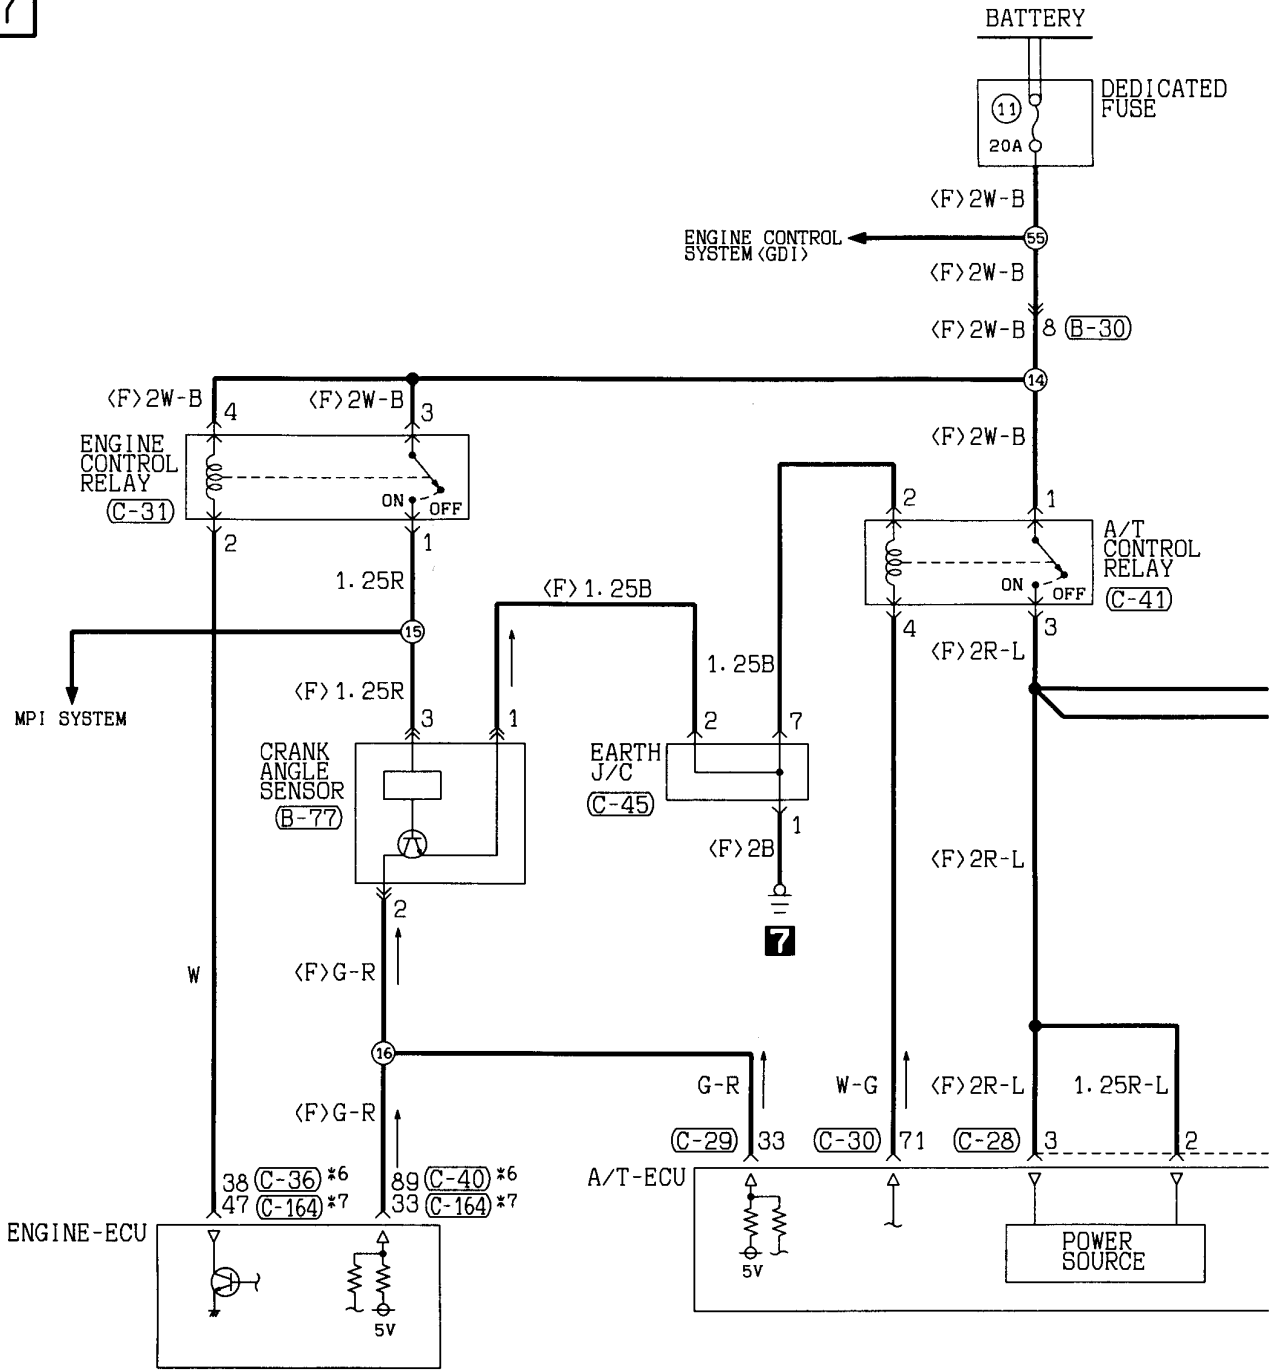 7
BATTERY
DEDICATED
FUSE
11
20A
<F>2W-B
ENGINE CONTROL
SYSTEM<GDI>
55
<F>2W-B
<F>2W-B 8 B-30
14
<F>2W-B 4
<F>2W-B 3
<F>2W-B
ENGINE
CONTROL
RELAY
C-31
ON
OFF
2
1
2
1
A/T
CONTROL
RELAY
C-41
ON
OFF
1.25R
<F>1.25B
4
3
15
<F>2R-L
1.25B
<F>1.25R
MPI SYSTEM
3
1
2
7
CRANK
ANGLE
SENSOR
B-77
EARTH
J/C
C-45
1
<F>2B
<F>2R-L
2
7
W
<F>G-R
16
G-R
W-G
<F>2R-L
1.25R-L
<F>G-R
C-29 33
C-30 71
C-28 3
2
38 C-36 *6
47 C-164 *7
89 C-40 *6
33 C-164 *7
A/T-ECU
ENGINE-ECU
5V
5V
POWER
SOURCE